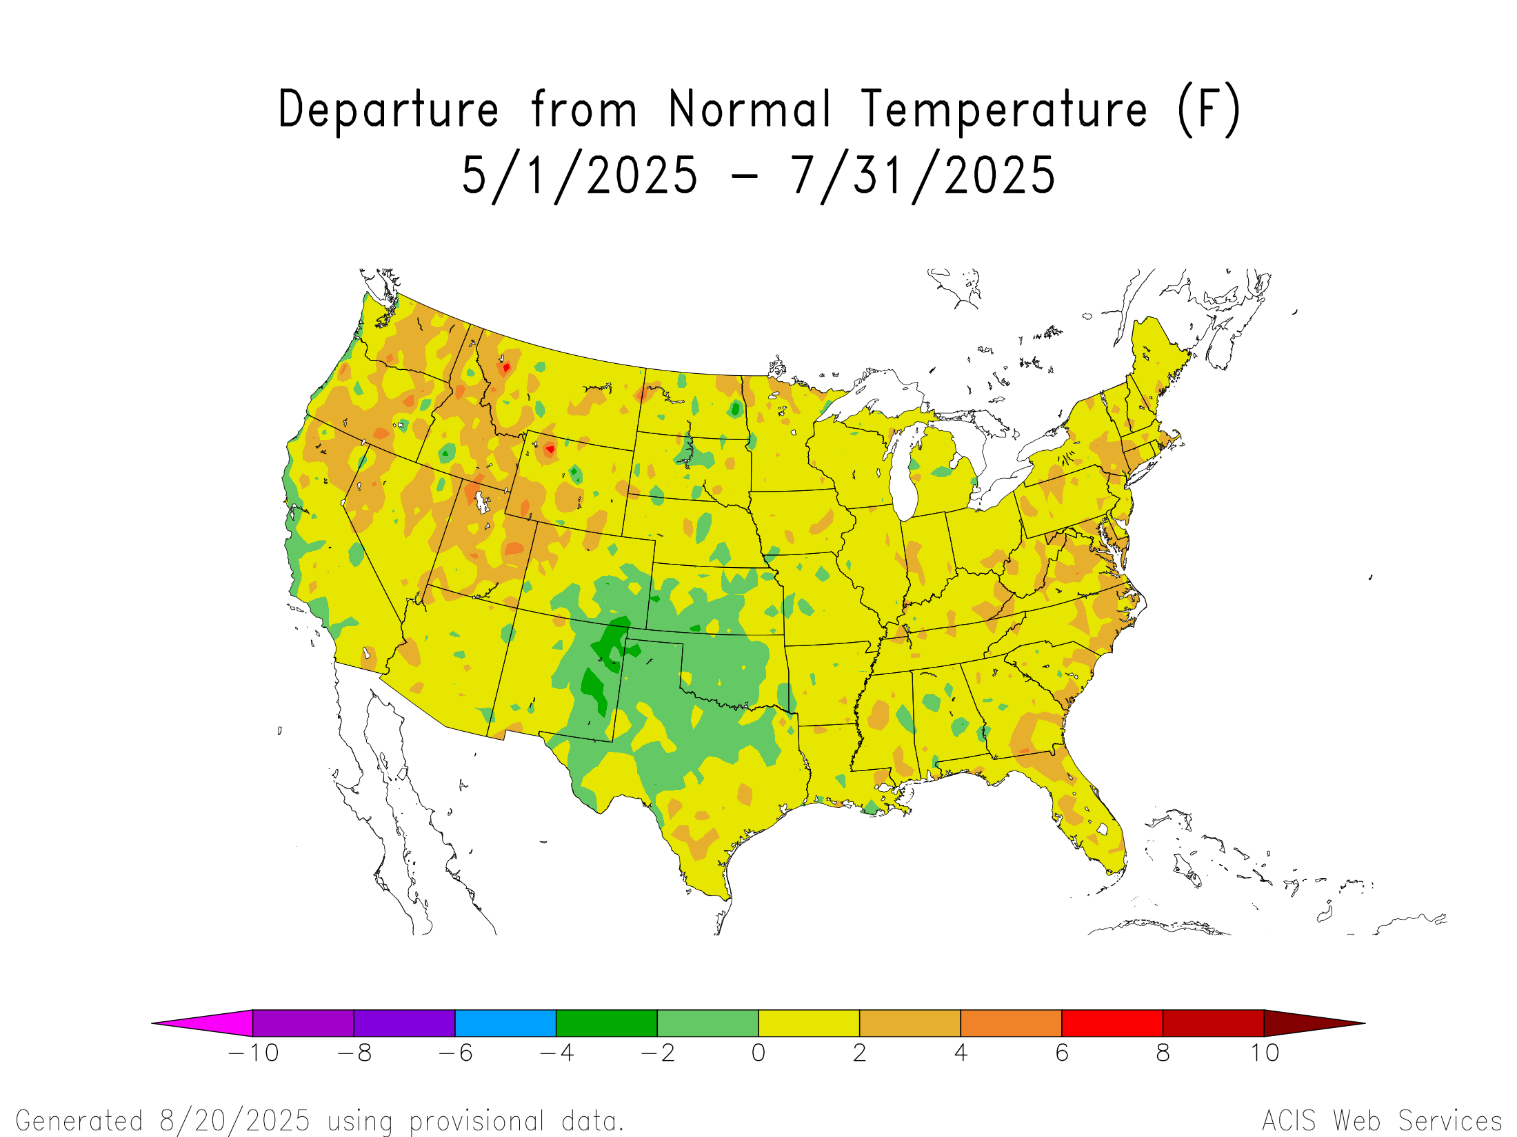 Departure from Normal Temperature (F)
5/1/2025 – 7/31/2025
−10 −8 −6 −4 −2 0 2 4 6 8 10
Generated 8/20/2025 using provisional data.
ACIS Web Services